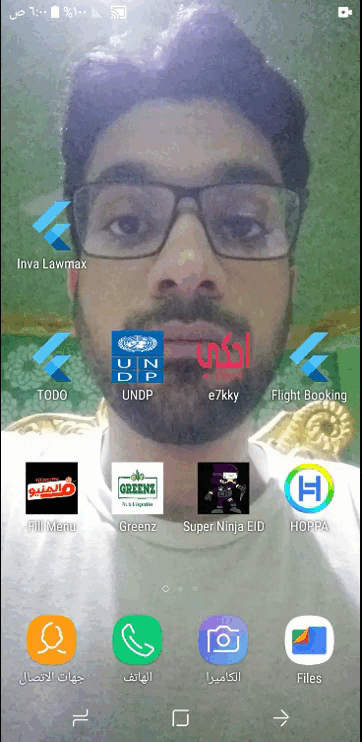 ٦:٠٠ ص
٪١٠٠
Inva Lawmax
TODO
U N
D P
UNDP
احكي
e7kky
Flight Booking
المنيو
Fill Menu
GREENZ
Greenz
Super Ninja EID
H
HOPPA
جهات الاتصال
الهاتف
الكاميرا
Files